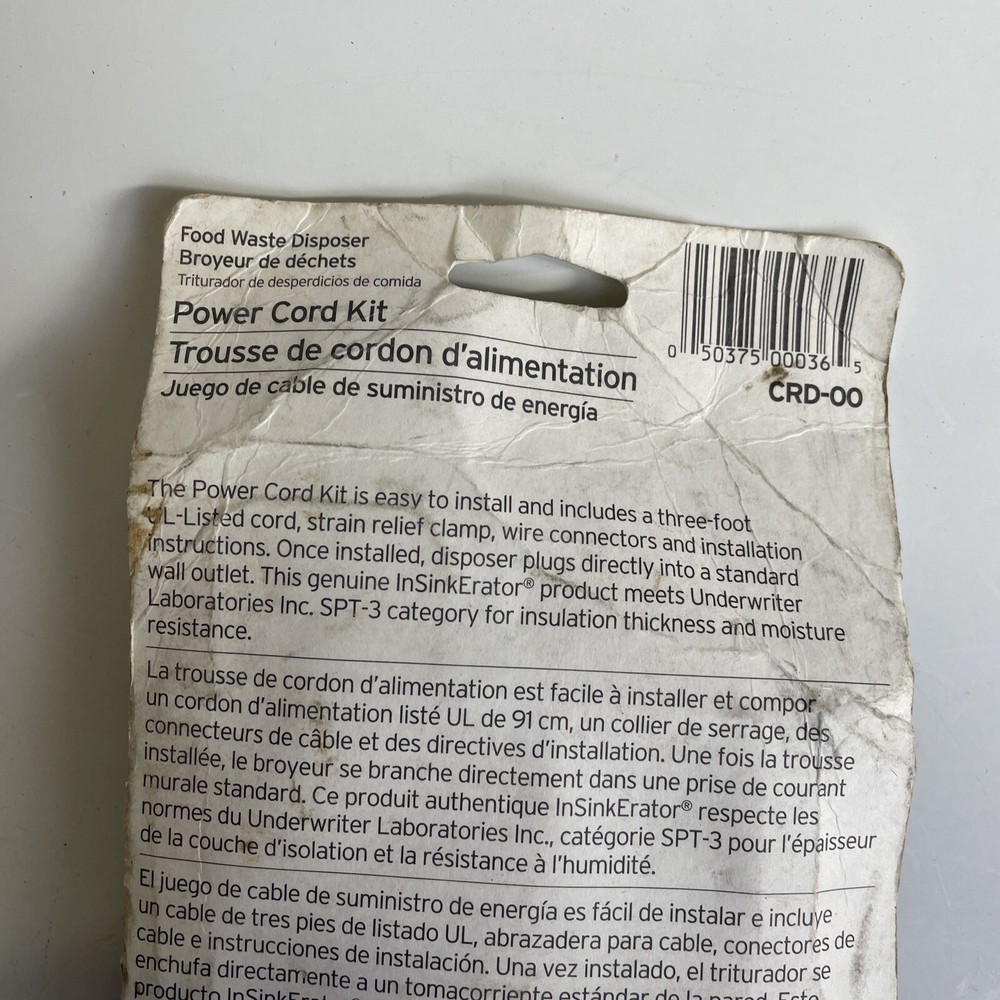 Food Waste Disposer
Broyeur de déchets
Triturador de desperdicios de comida
Power Cord Kit
Trousse de cordon d'alimentation
Juego de cable de suministro de energía
0 50375 00036 5
CRD-00
The Power Cord Kit is easy to install and includes a three-foot
UL-Listed cord, strain relief clamp, wire connectors and installation
instructions. Once installed, disposer plugs directly into a standard
wall outlet. This genuine InSinkErator® product meets Underwriter
Laboratories Inc. SPT-3 category for insulation thickness and moisture
resistance.
La trousse de cordon d'alimentation est facile à installer et compor
un cordon d'alimentation listé UL de 91 cm, un collier de serrage, des
connecteurs de câble et des directives d'installation. Une fois la trousse
installée, le broyeur se branche directement dans une prise de courant
murale standard. Ce produit authentique InSinkErator® respecte les
normes du Underwriter Laboratories Inc., catégorie SPT-3 pour l'épaisseur
de la couche d'isolation et la résistance à l'humidité.
El juego de cable de suministro de energía es fácil de instalar e incluye
un cable de tres pies de listado UL, abrazadera para cable, conectores de
cable e instrucciones de instalación. Una vez instalado, el triturador se
enchufa directamente a un tomacorriente estándar de la pared. Este
producto